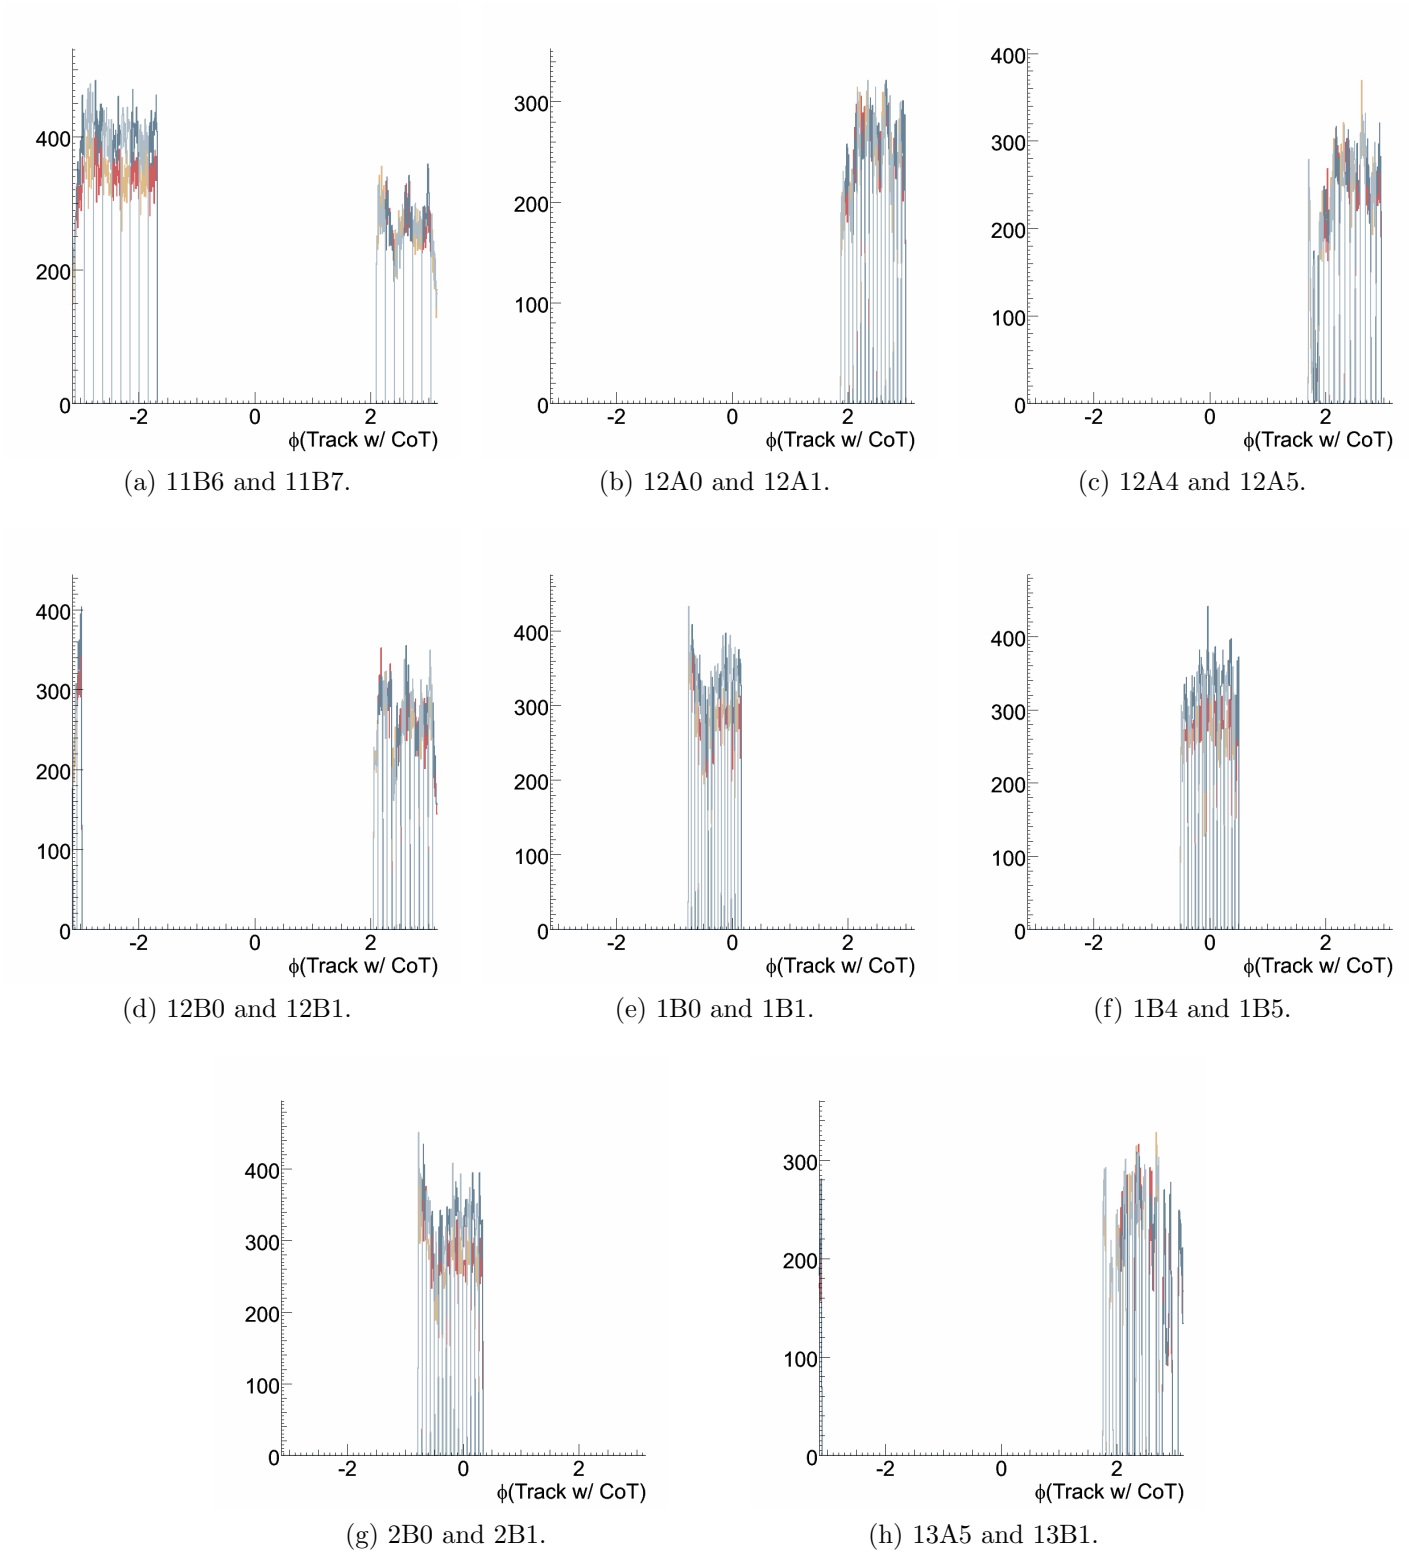 400
200
0
-2 0 2
ϕ(Track w/ CoT)
(a) 11B6 and 11B7.
300
200
100
0
-2 0 2
ϕ(Track w/ CoT)
(b) 12A0 and 12A1.
400
300
200
100
0
-2 0 2
ϕ(Track w/ CoT)
(c) 12A4 and 12A5.
400
300
200
100
0
-2 0 2
ϕ(Track w/ CoT)
(d) 12B0 and 12B1.
400
300
200
100
0
-2 0 2
ϕ(Track w/ CoT)
(e) 1B0 and 1B1.
400
300
200
100
0
-2 0 2
ϕ(Track w/ CoT)
(f) 1B4 and 1B5.
400
300
200
100
0
-2 0 2
ϕ(Track w/ CoT)
(g) 2B0 and 2B1.
300
200
100
0
-2 0 2
ϕ(Track w/ CoT)
(h) 13A5 and 13B1.